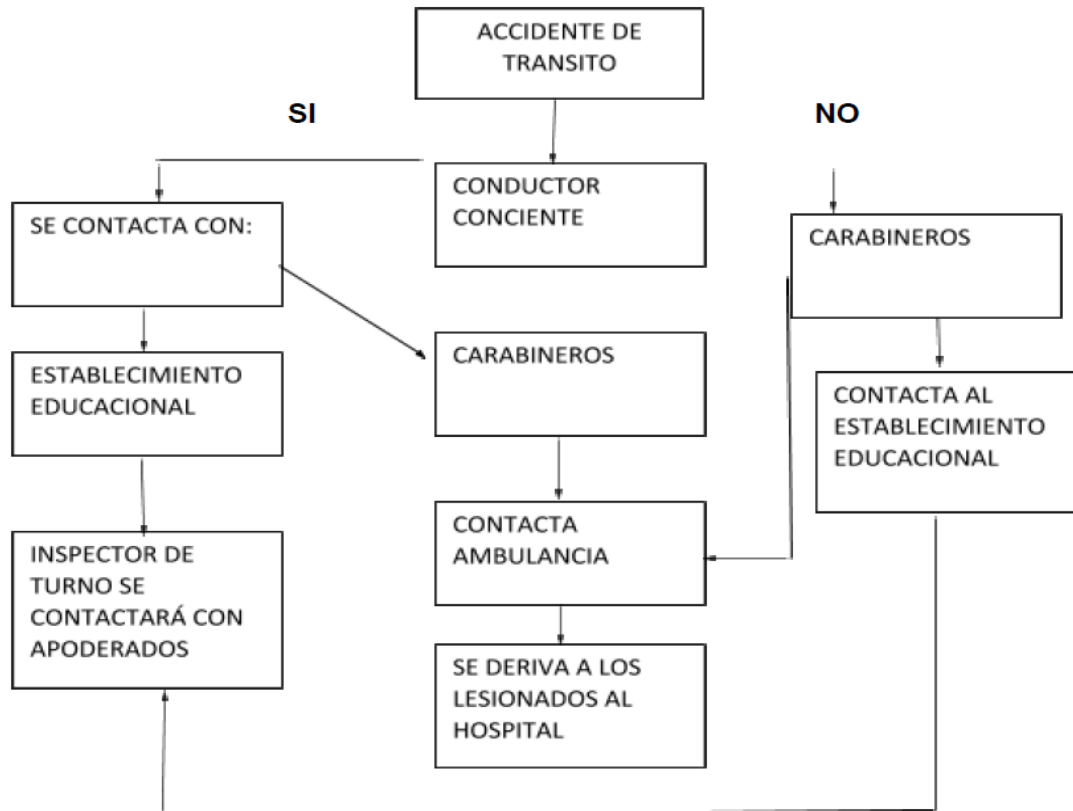 ACCIDENTE DE
TRANSITO
SI
NO
CONDUCTOR
CONCIENTE
SE CONTACTA CON:
CARABINEROS
ESTABLECIMIENTO
EDUCACIONAL
CARABINEROS
CONTACTA AL
ESTABLECIMIENTO
EDUCACIONAL
INSPECTOR DE
TURNO SE
CONTACTARÁ CON
APODERADOS
CONTACTA
AMBULANCIA
SE DERIVA A LOS
LESIONADOS AL
HOSPITAL